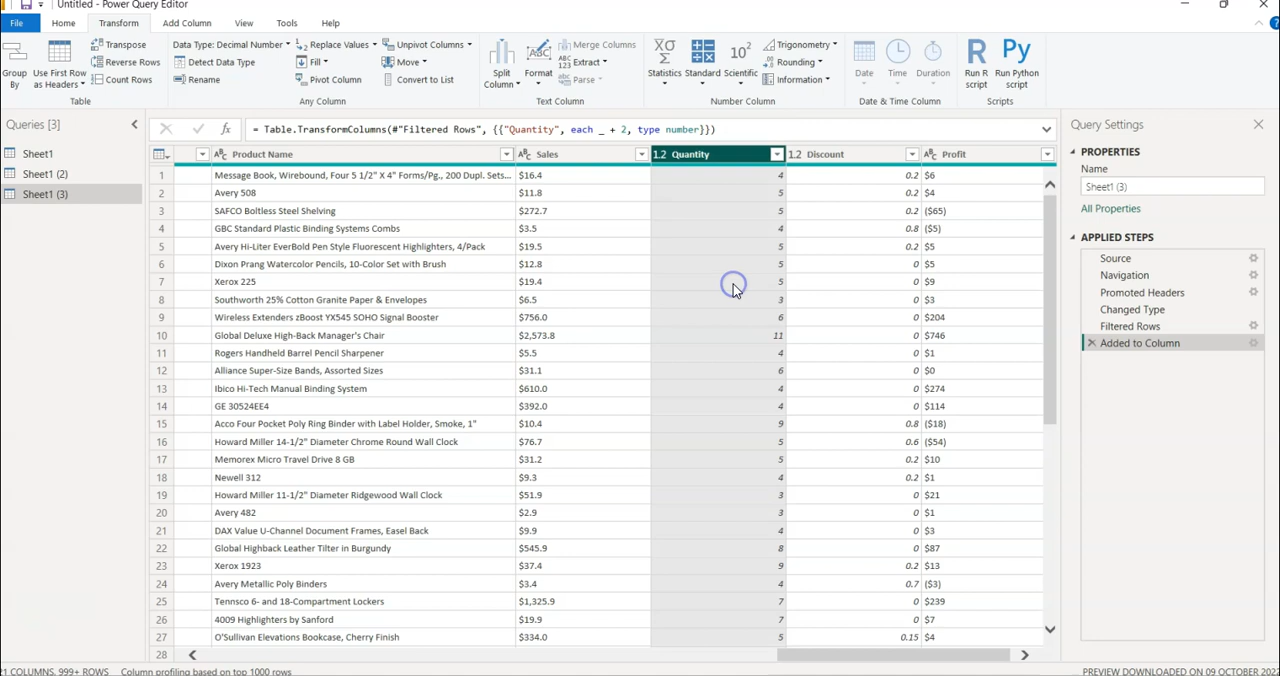 Untitled - Power Query Editor
File Home Transform Add Column View Tools Help
Group By
Use First Row as Headers
Transpose
Reverse Rows
Count Rows
Table
Data Type: Decimal Number
Detect Data Type
Rename
Replace Values
Fill
Pivot Column
Unpivot Columns
Move
Convert to List
Any Column
Split Column
Format
Merge Columns
Extract
Parse
Text Column
Statistics
Standard
Scientific
Trigonometry
Rounding
Information
Number Column
Date
Time
Duration
Date & Time Column
Run R script
Run Python script
Scripts
Queries [3]
Sheet1
Sheet1 (2)
Sheet1 (3)
= Table.TransformColumns(#"Filtered Rows", {{"Quantity", each _ + 2, type number}})
Product Name Sales 1.2 Quantity 1.2 Discount Profit
1 Message Book, Wirebound, Four 5 1/2" X 4" Forms/Pg., 200 Dupl. Sets... $16.4 4 0.2 $6
2 Avery 508 $11.8 5 0.2 $4
3 SAFCO Boltless Steel Shelving $272.7 5 0.2 ($65)
4 GBC Standard Plastic Binding Systems Combs $3.5 4 0.8 ($5)
5 Avery Hi-Liter EverBold Pen Style Fluorescent Highlighters, 4/Pack $19.5 5 0.2 $5
6 Dixon Prang Watercolor Pencils, 10-Color Set with Brush $12.8 5 0 $5
7 Xerox 225 $19.4 5 0 $9
8 Southworth 25% Cotton Granite Paper & Envelopes $6.5 3 0 $3
9 Wireless Extenders zBoost YX545 SOHO Signal Booster $756.0 6 0 $204
10 Global Deluxe High-Back Manager's Chair $2,573.8 11 0 $746
11 Rogers Handheld Barrel Pencil Sharpener $5.5 4 0 $1
12 Alliance Super-Size Bands, Assorted Sizes $31.1 6 0 $0
13 Ibico Hi-Tech Manual Binding System $610.0 4 0 $274
14 GE 30524EE4 $392.0 4 0 $114
15 Acco Four Pocket Poly Ring Binder with Label Holder, Smoke, 1" $10.4 9 0.8 ($18)
16 Howard Miller 14-1/2" Diameter Chrome Round Wall Clock $76.7 5 0.6 ($54)
17 Memorex Micro Travel Drive 8 GB $31.2 5 0.2 $10
18 Newell 312 $9.3 4 0.2 $1
19 Howard Miller 11-1/2" Diameter Ridgewood Wall Clock $51.9 3 0 $21
20 Avery 482 $2.9 3 0 $1
21 DAX Value U-Channel Document Frames, Easel Back $9.9 4 0 $3
22 Global Highback Leather Tilter in Burgundy $545.9 8 0 $87
23 Xerox 1923 $37.4 9 0.2 $13
24 Avery Metallic Poly Binders $3.4 4 0.7 ($3)
25 Tennsco 6- and 18-Compartment Lockers $1,325.9 7 0 $239
26 4009 Highlighters by Sanford $19.9 7 0 $7
27 O'Sullivan Elevations Bookcase, Cherry Finish $334.0 5 0.15 $4
28
Query Settings
PROPERTIES
Name
Sheet1 (3)
All Properties
APPLIED STEPS
Source
Navigation
Promoted Headers
Changed Type
Filtered Rows
Added to Column
21 COLUMNS, 999+ ROWS Column profiling based on top 1000 rows
PREVIEW DOWNLOADED ON 09 OCTOBER 2022